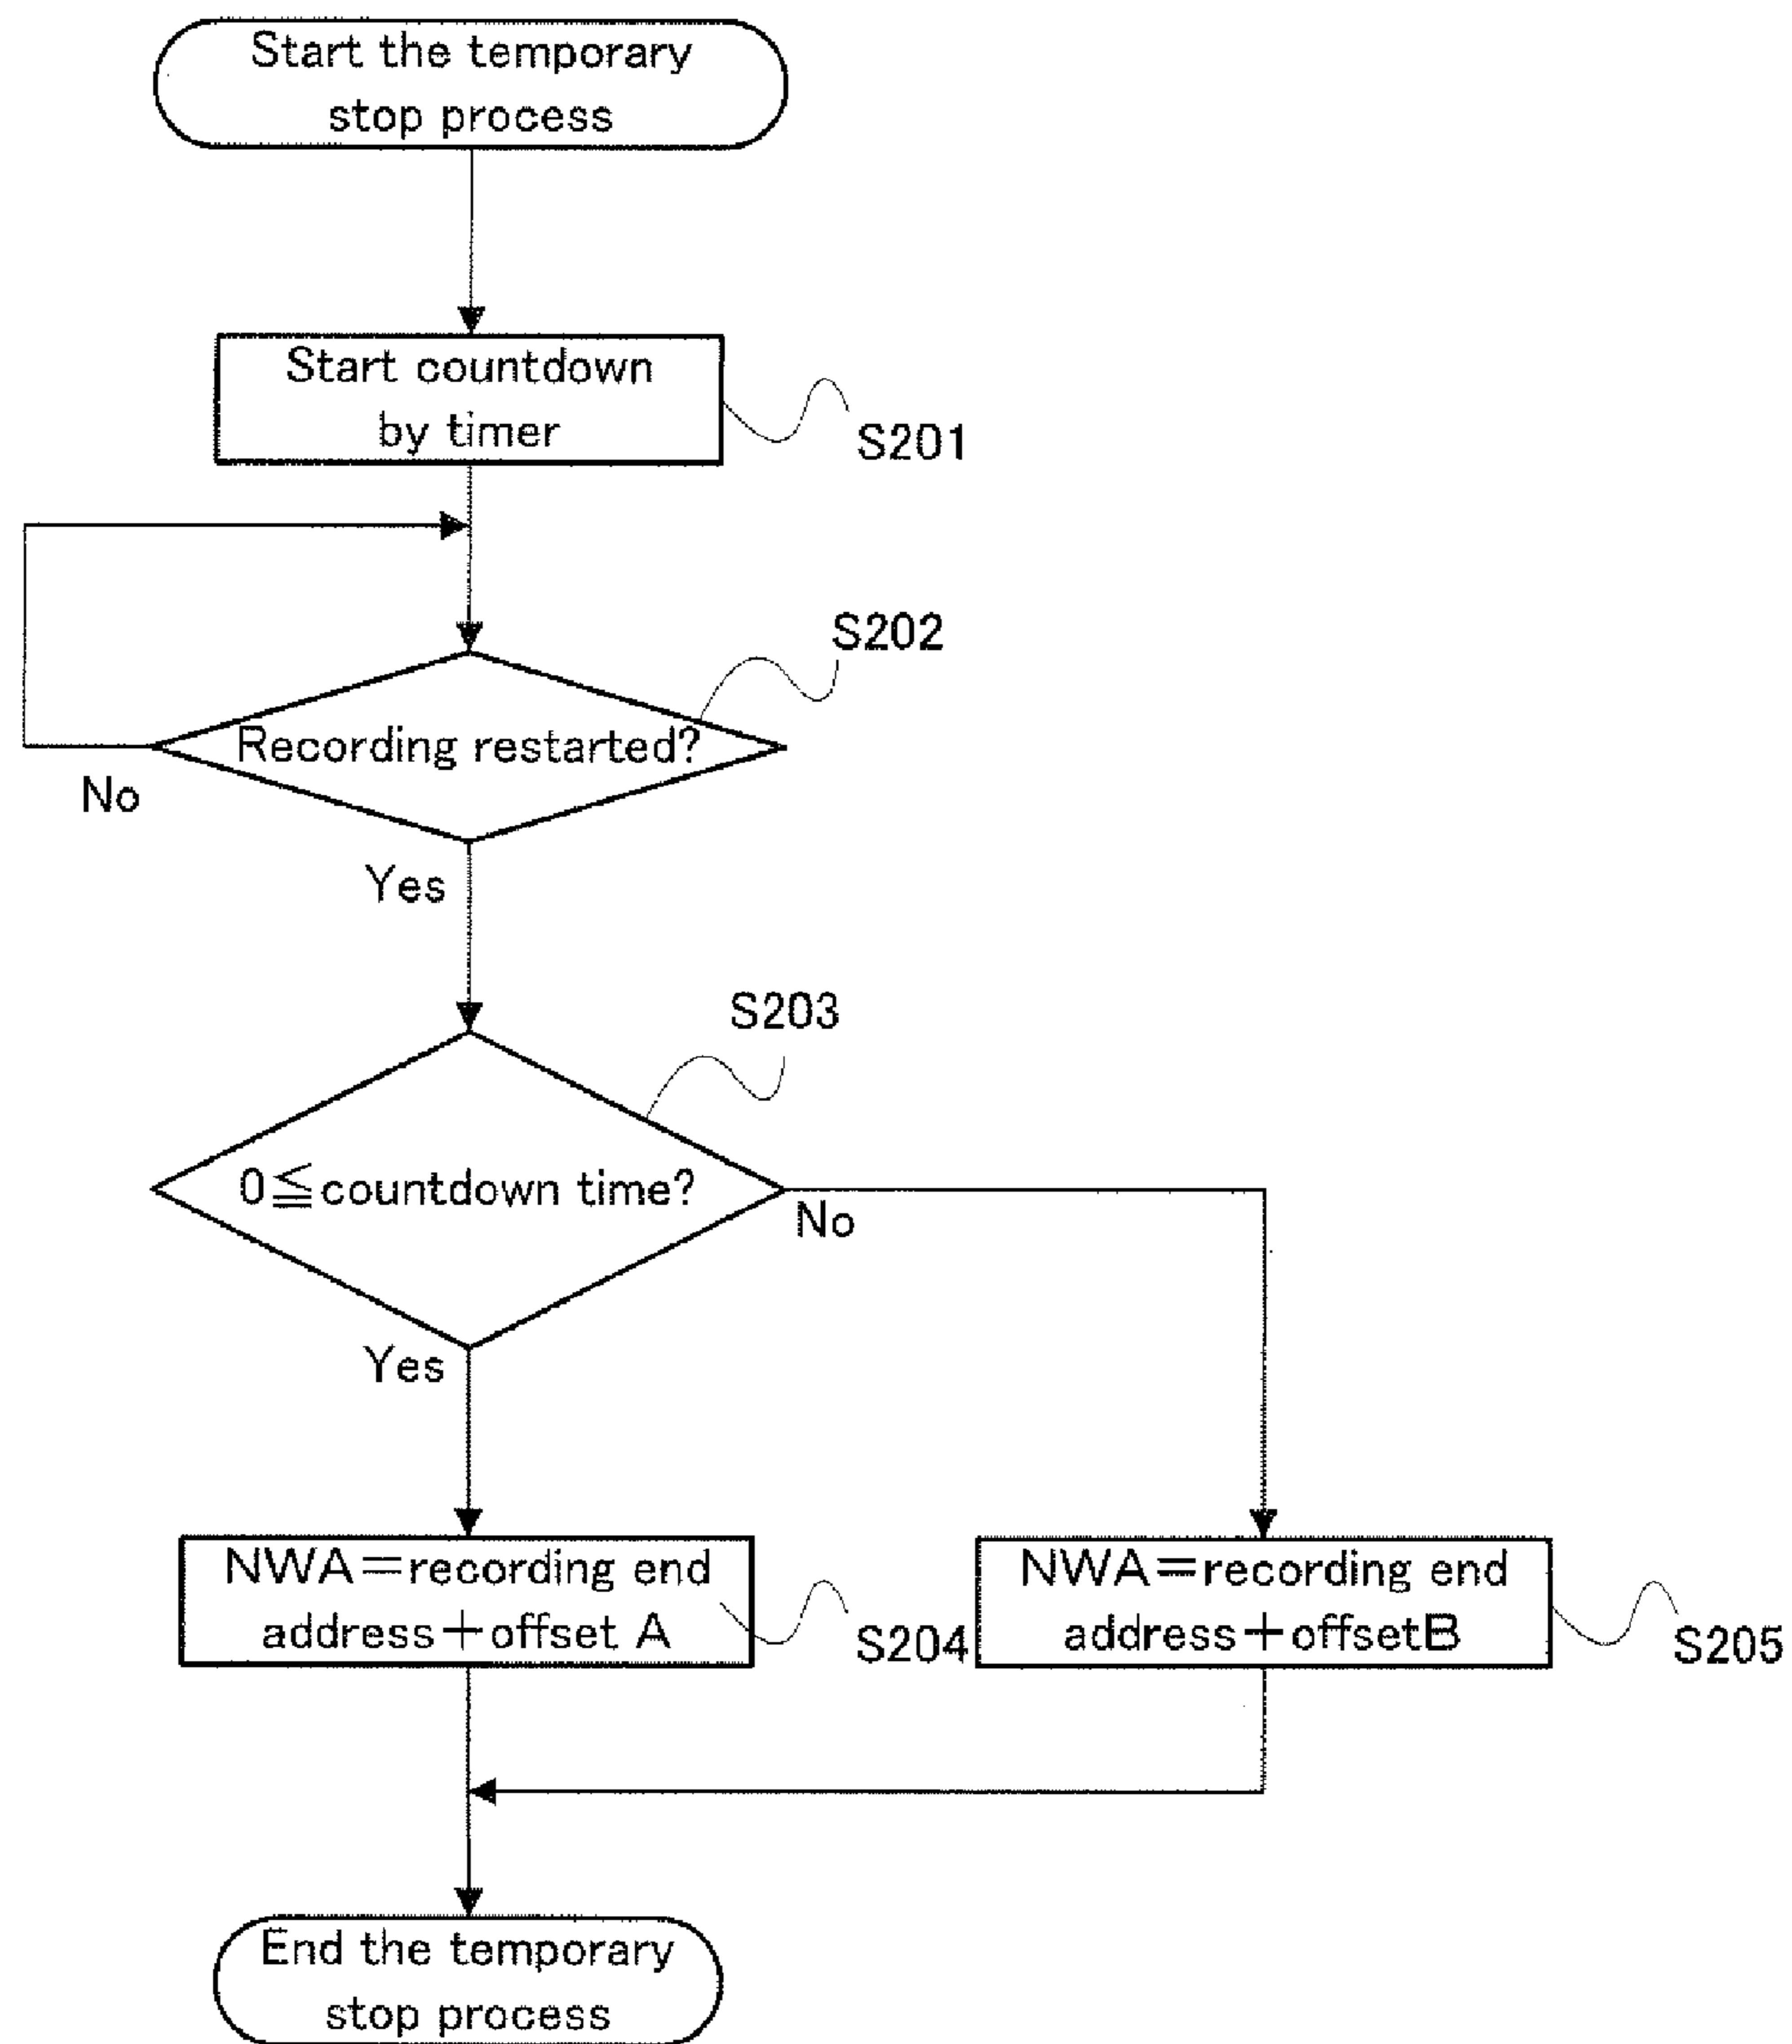 Start the temporary
stop process
Start countdown
by timer
S201
S202
Recording restarted?
No
Yes
S203
0≦countdown time?
No
Yes
NWA=recording end
address+offset A
S204
NWA=recording end
address+offsetB
S205
End the temporary
stop process